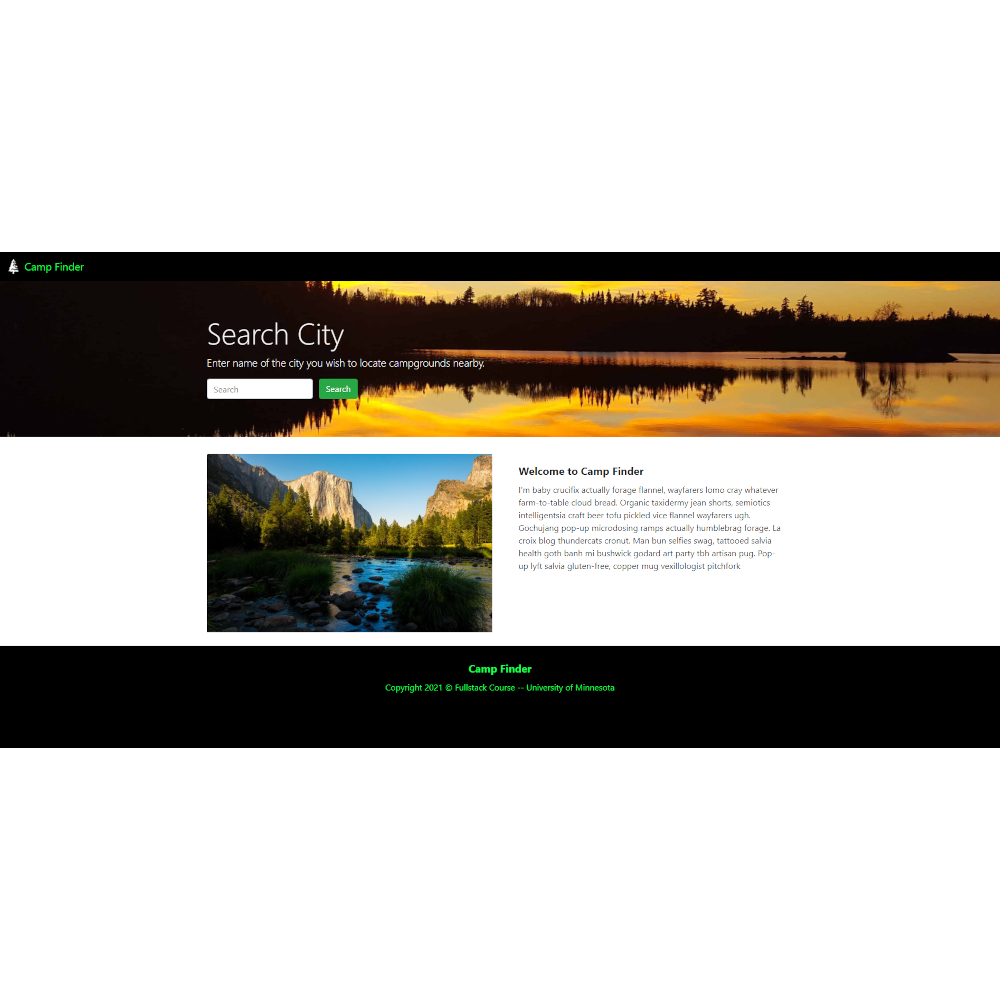 Camp Finder
Search City
Enter name of the city you wish to locate campgrounds nearby.
Search
Search
Welcome to Camp Finder
I'm baby crucifix actually forage flannel, wayfarers lomo cray whatever
farm-to-table cloud bread. Organic taxidermy jean shorts, semiotics
intelligentsia craft beer tofu pickled vice flannel wayfarers ugh.
Gochujang pop-up microdosing ramps actually humblebrag forage. La
croix blog thundercats cronut. Man bun selfies swag, tattooed salvia
health goth banh mi bushwick godard art party tbh artisan pug. Pop-
up lyft salvia gluten-free, copper mug vexillologist pitchfork
Camp Finder
Copyright 2021 © Fullstack Course -- University of Minnesota